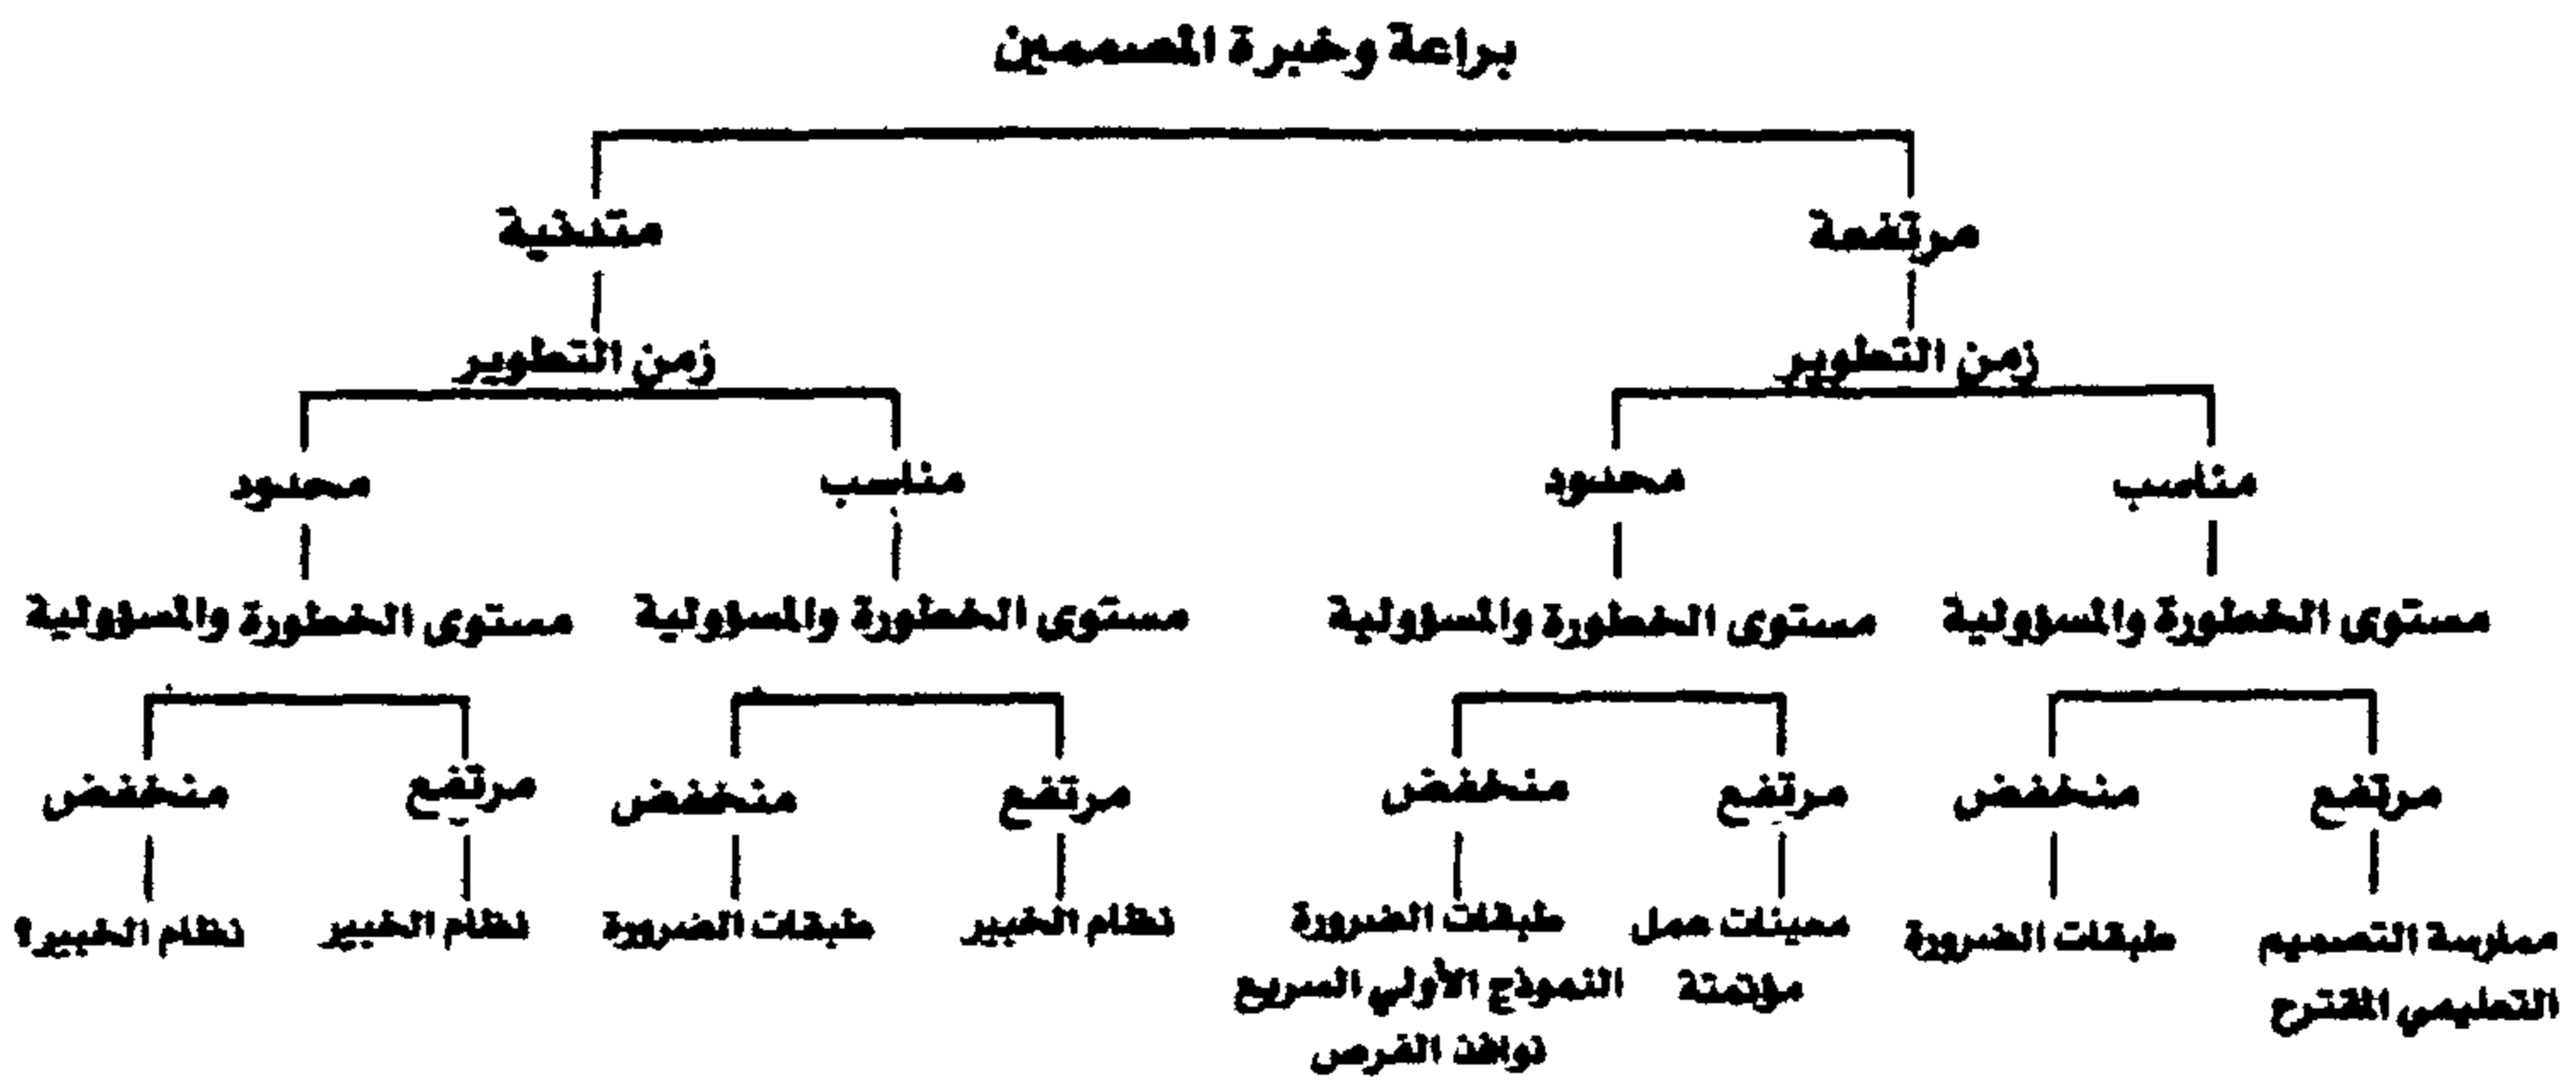 براعة وخبرة المصممين
مرتفعة متدنية
زمن التطوير زمن التطوير
مناسب محدود مناسب محدود
مستوى الخطورة والمسؤولية مستوى الخطورة والمسؤولية مستوى الخطورة والمسؤولية مستوى الخطورة والمسؤولية
مرتفع منخفض مرتفع منخفض مرتفع منخفض مرتفع منخفض
ممارسة التصميم طبقات الضرورة معينات عمل طبقات الضرورة نظام الخبير طبقات الضرورة نظام الخبير نظام الخبير؟
التعليمي المقترح مؤتمتة النموذج الأولي السريع
نوافذ الفرص